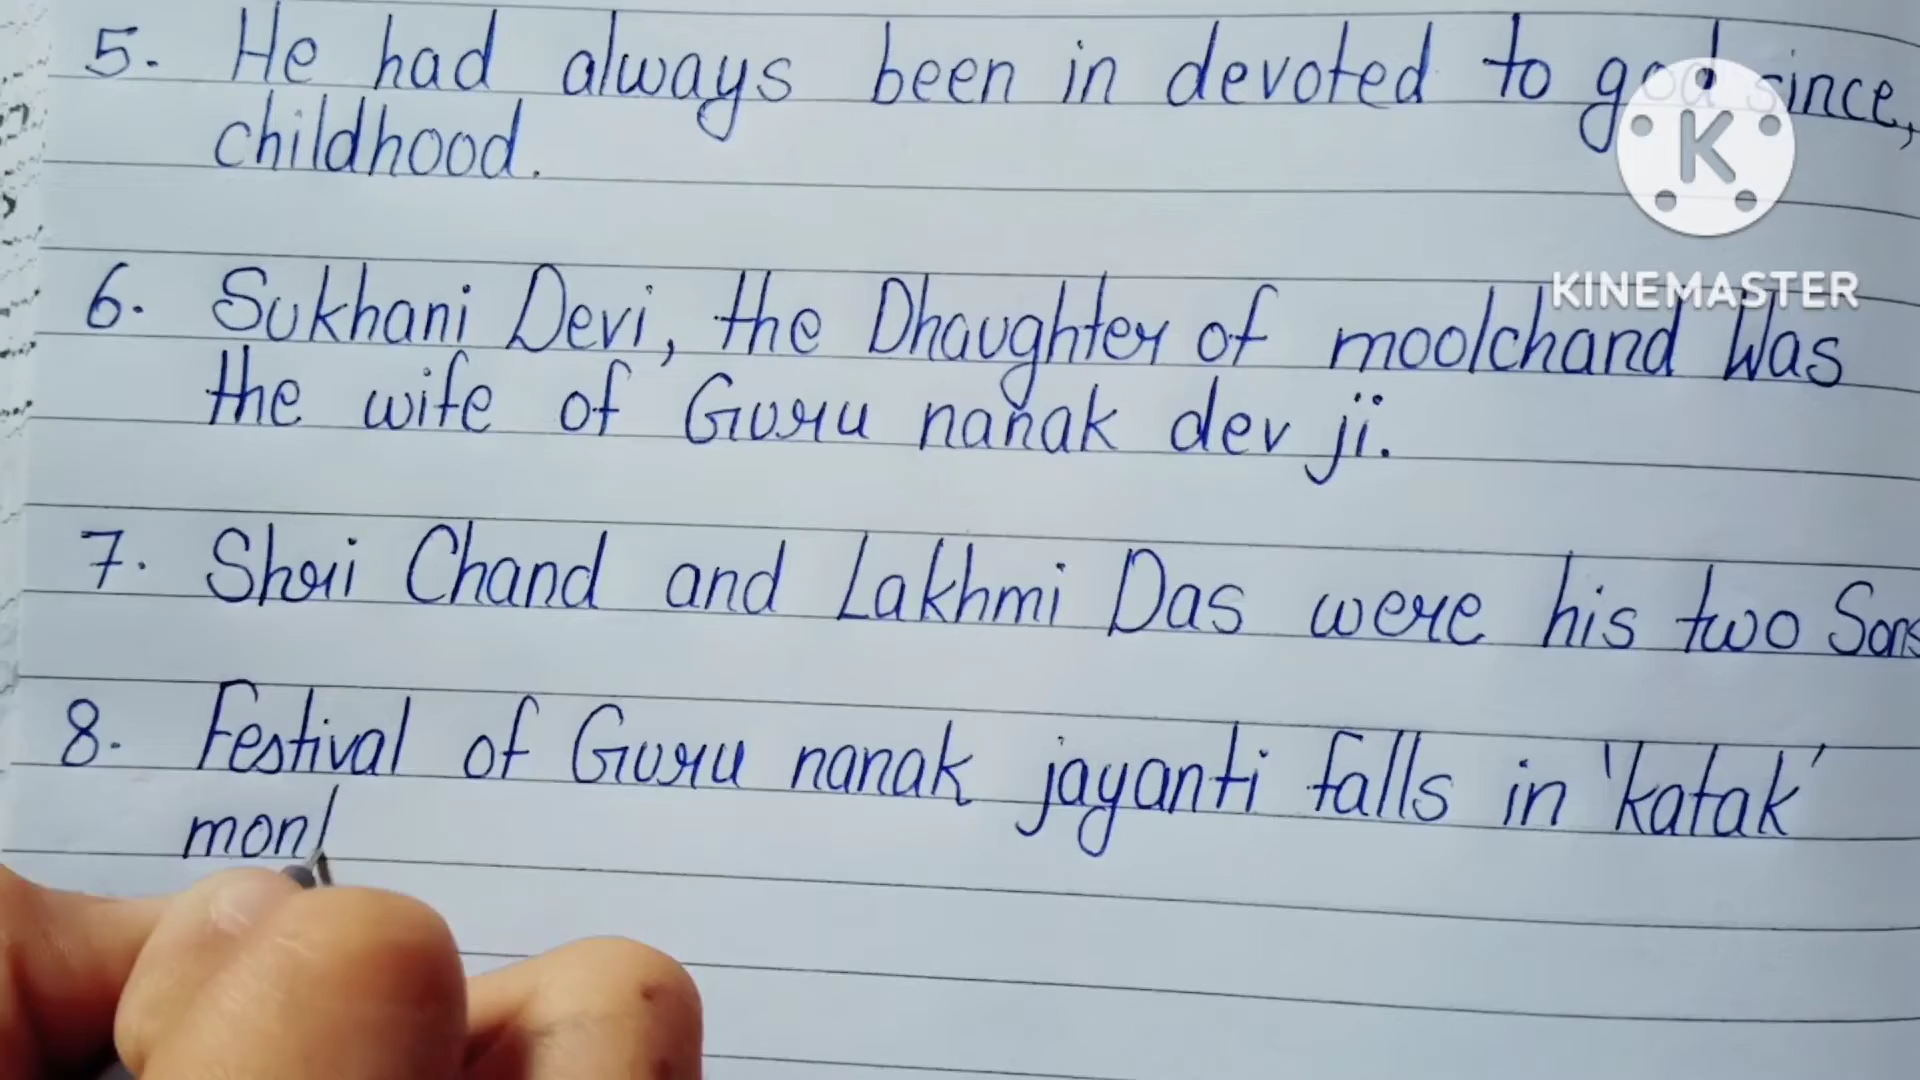 5. He had always been in devoted to god since,
childhood.
6. Sukhani Devi, the Dhaughter of moolchand Was
the wife of Guru nanak dev ji.
7. Shri Chand and Lakhmi Das were his two Sons
8. Festival of Guru nanak jayanti falls in 'katak'
mon
K
KINEMASTER